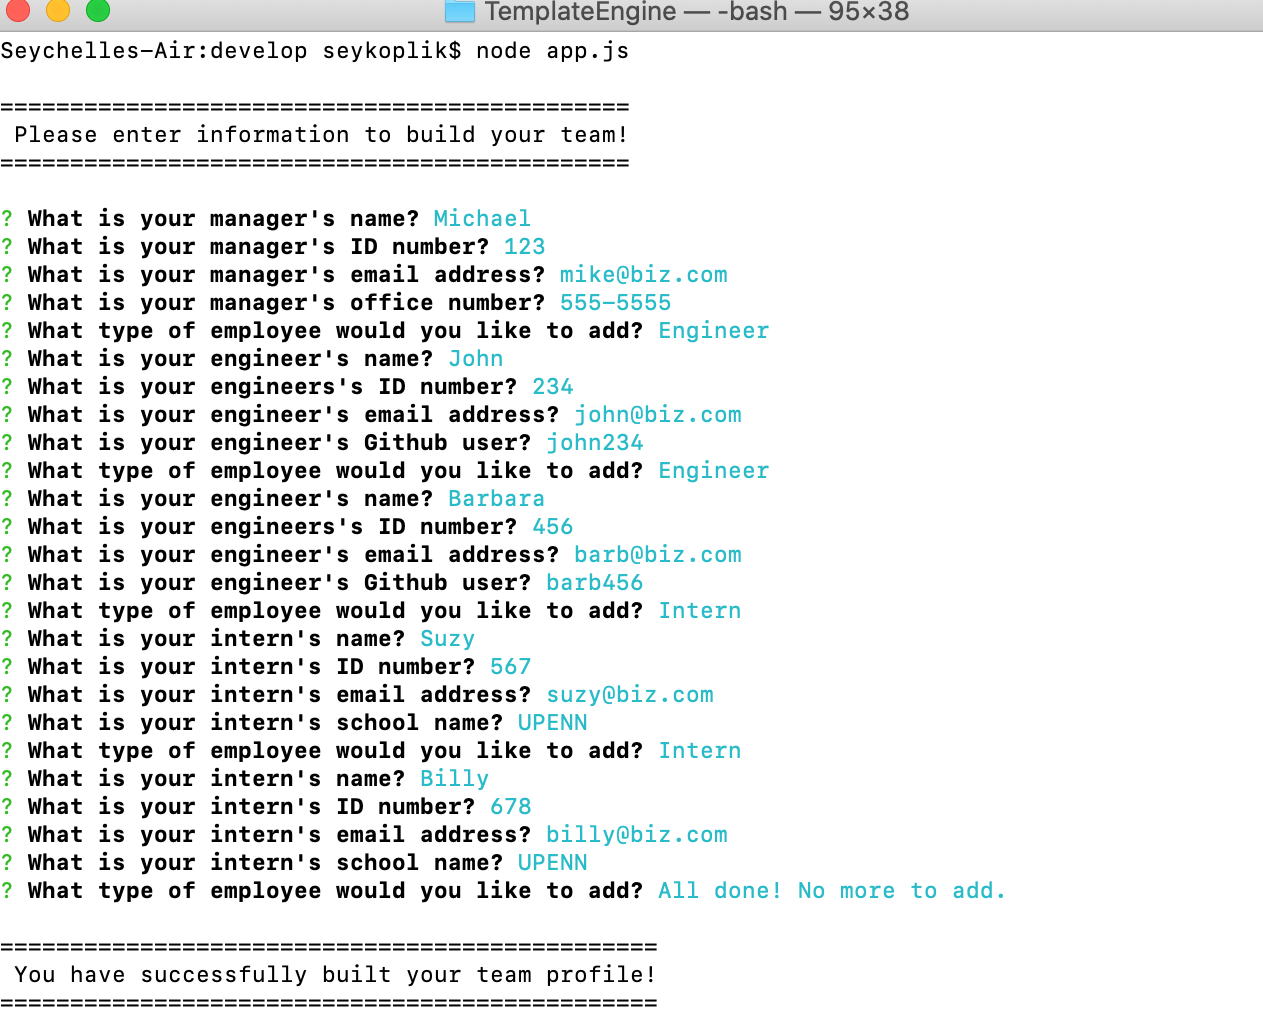 TemplateEngine — -bash — 95×38
Seychelles-Air:develop seykoplik$ node app.js
=============================================
Please enter information to build your team!
=============================================
? What is your manager's name? Michael
? What is your manager's ID number? 123
? What is your manager's email address? mike@biz.com
? What is your manager's office number? 555-5555
? What type of employee would you like to add? Engineer
? What is your engineer's name? John
? What is your engineers's ID number? 234
? What is your engineer's email address? john@biz.com
? What is your engineer's Github user? john234
? What type of employee would you like to add? Engineer
? What is your engineer's name? Barbara
? What is your engineers's ID number? 456
? What is your engineer's email address? barb@biz.com
? What is your engineer's Github user? barb456
? What type of employee would you like to add? Intern
? What is your intern's name? Suzy
? What is your intern's ID number? 567
? What is your intern's email address? suzy@biz.com
? What is your intern's school name? UPENN
? What type of employee would you like to add? Intern
? What is your intern's name? Billy
? What is your intern's ID number? 678
? What is your intern's email address? billy@biz.com
? What is your intern's school name? UPENN
? What type of employee would you like to add? All done! No more to add.
===============================================
You have successfully built your team profile!
===============================================